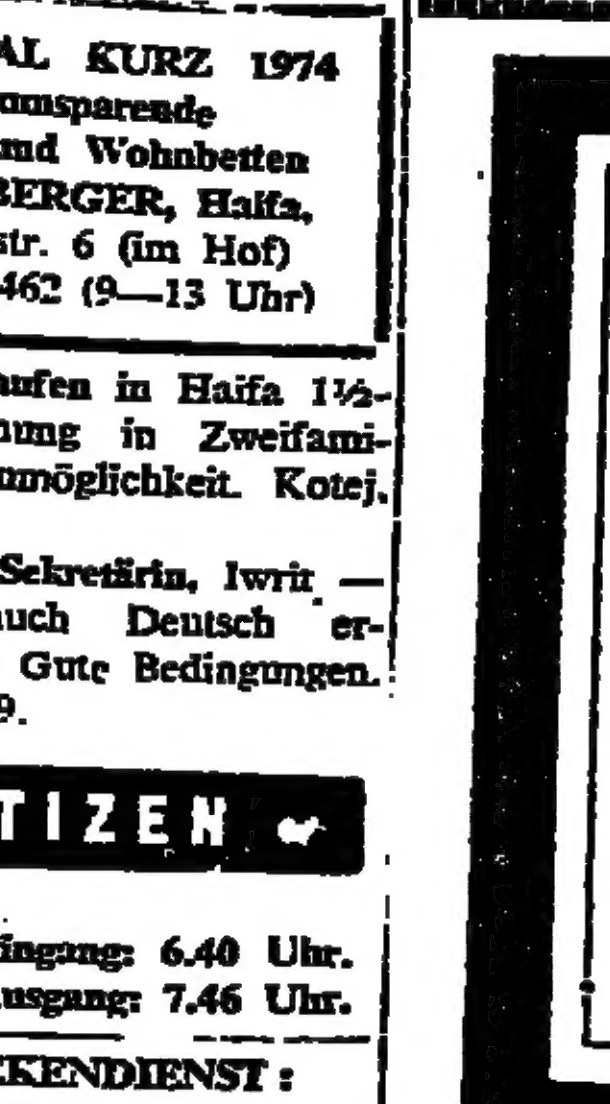 AL KURZ 1974
umsparende
und Wohnbetten
BERGER, Haifa,
str. 6 (im Hof)
462 (9—13 Uhr)
aufen in Haifa 1½-
nung in Zweifami-
umöglichkeit. Kotej.
Sekretärin, Iwrit —
auch Deutsch er-
Gute Bedingungen.
9.
TIZEN
ingang: 6.40 Uhr.
usgang: 7.46 Uhr.
EKENDIENST: